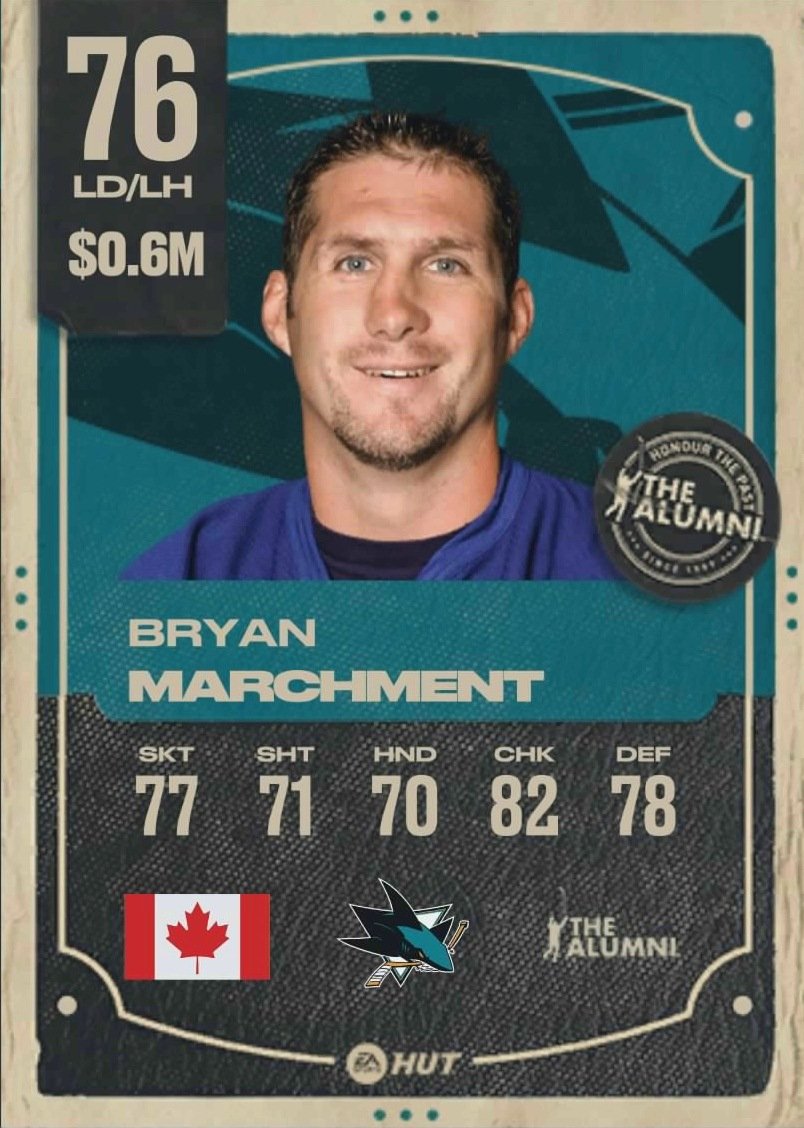 76
LD/LH
$0.6M
HONOUR THE PAST
THE
ALUMNI
BRYAN
MARCHMENT
SKT SHT HND CHK DEF
77 71 70 82 78
THE
ALUMNI
HUT